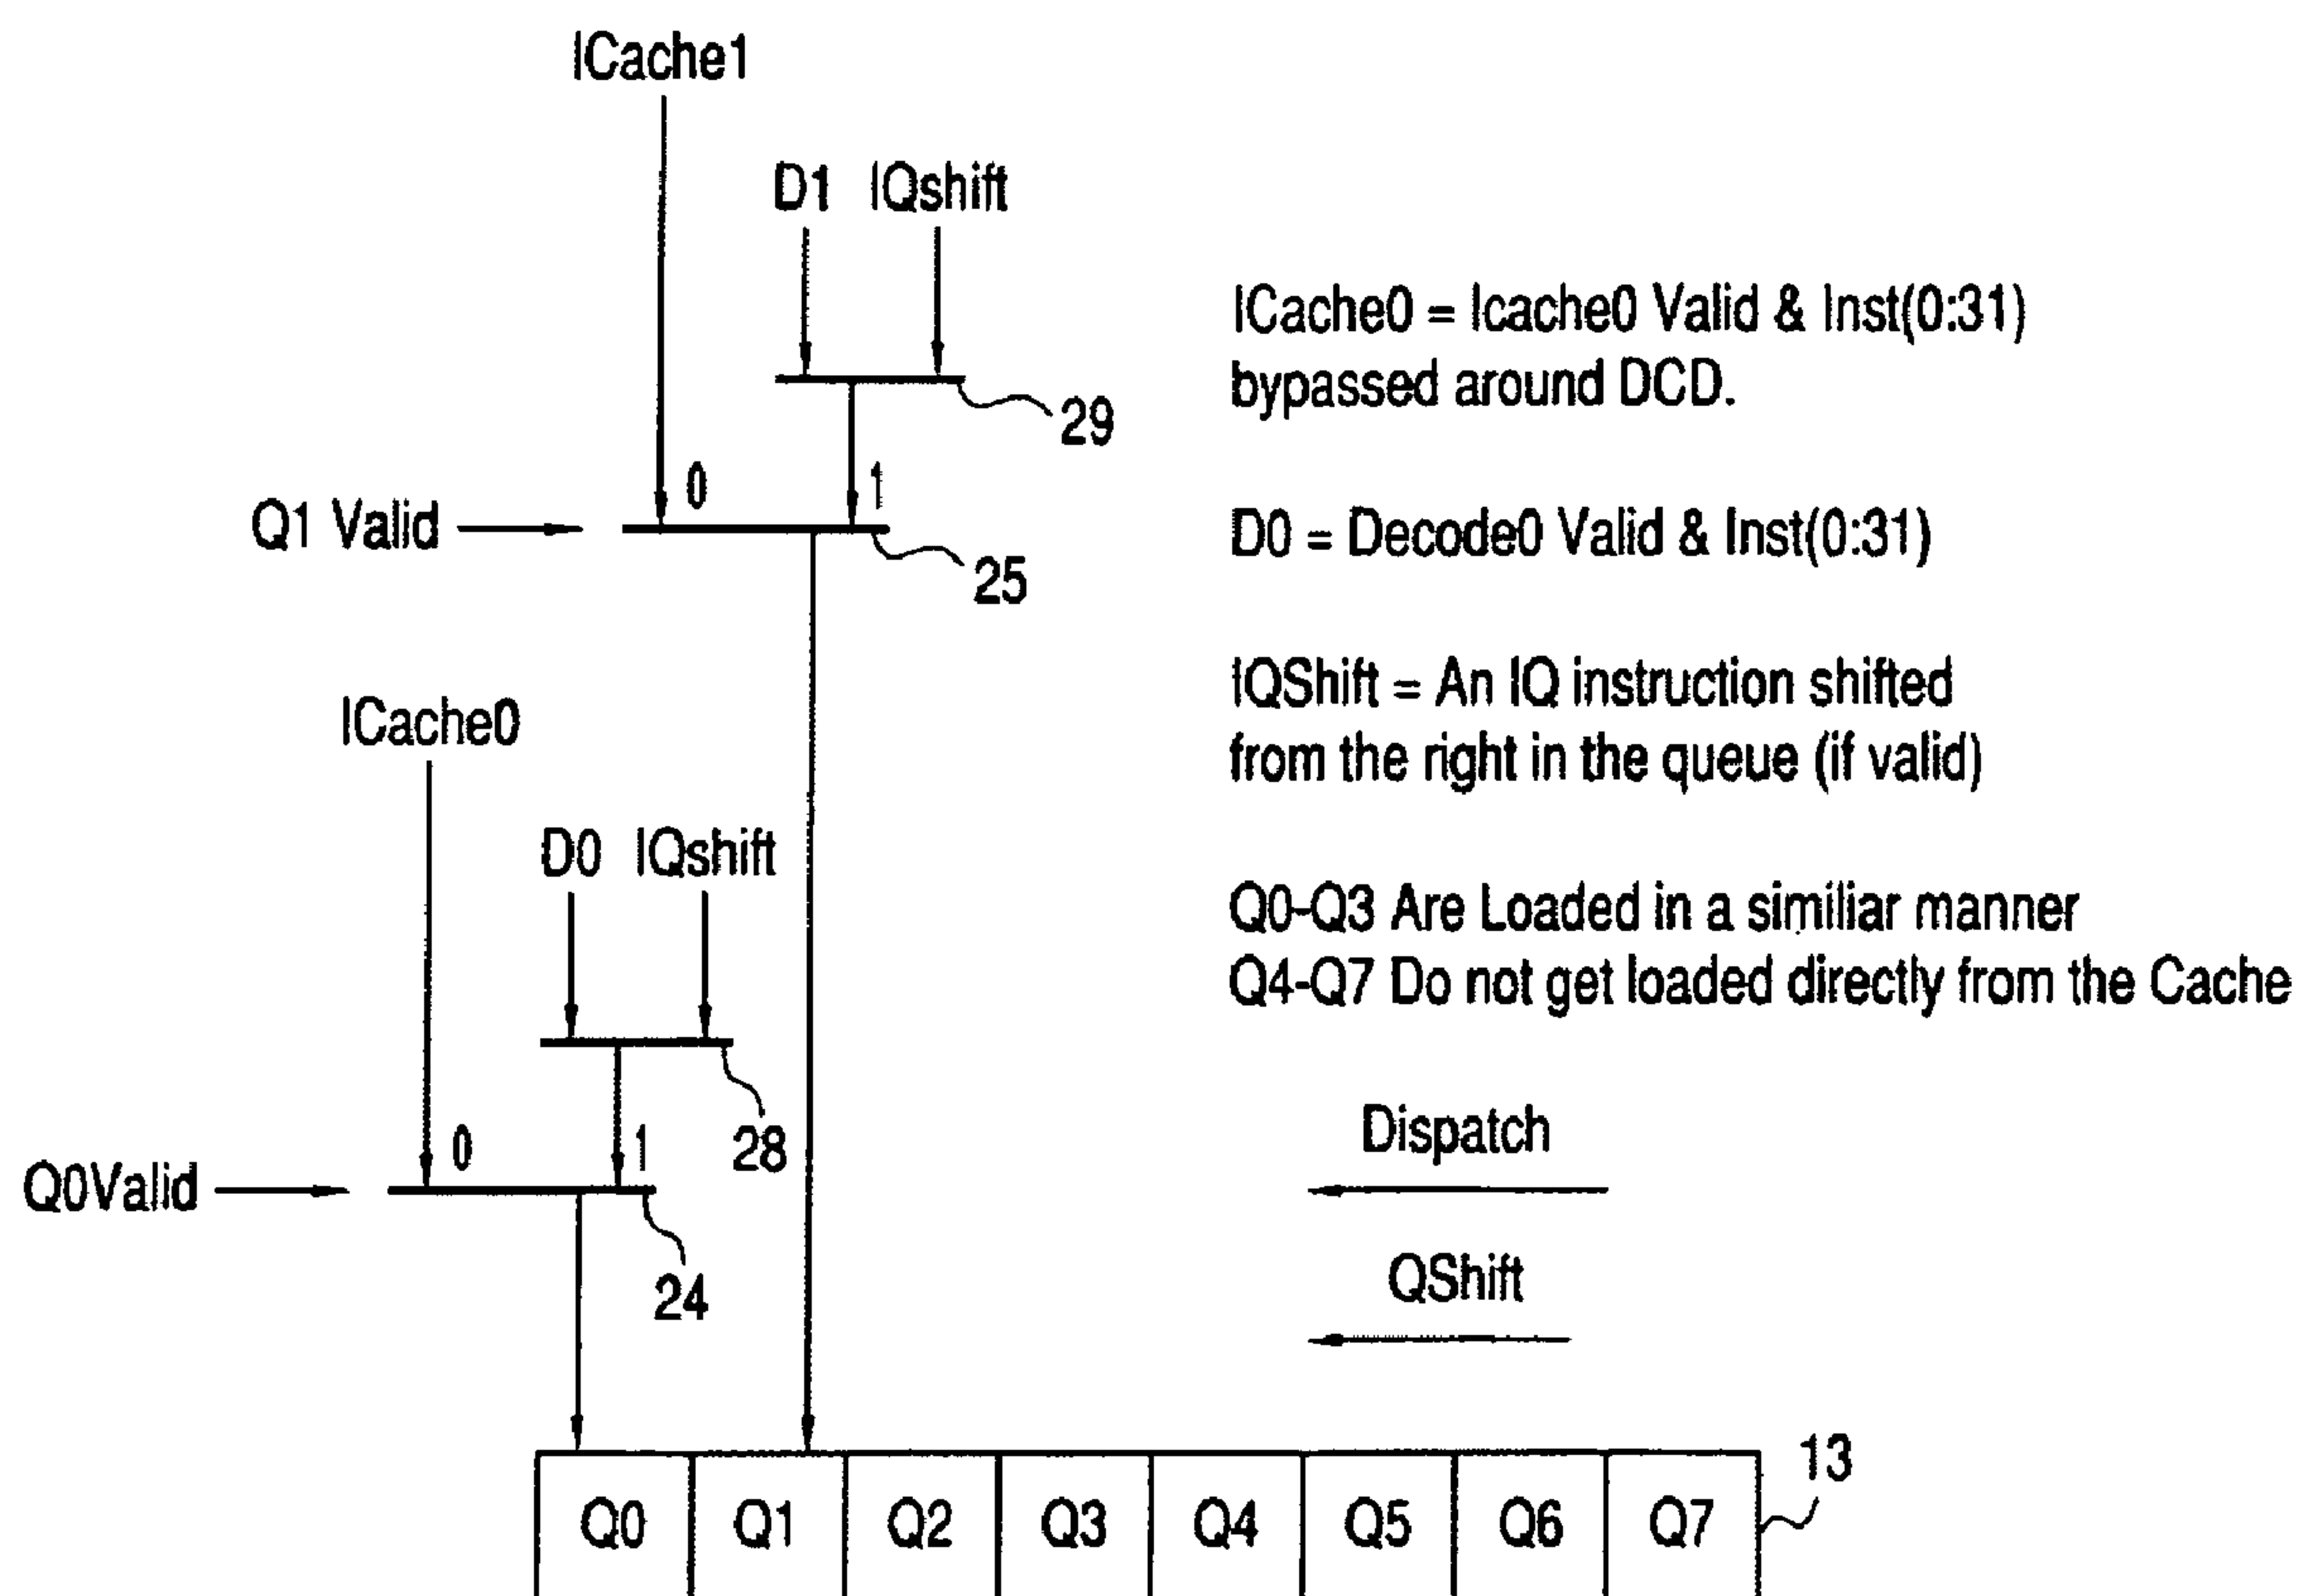 ICache1
D1 IQshift
29
0 1
Q1 Valid
25
ICache0
D0 IQshift
28
0 1
Q0Valid
24
ICache0 = Icache0 Valid & Inst(0:31)
bypassed around DCD.
D0 = Decode0 Valid & Inst(0:31)
IQShift = An IQ instruction shifted
from the right in the queue (if valid)
Q0-Q3 Are Loaded in a similiar manner
Q4-Q7 Do not get loaded directly from the Cache
Dispatch
QShift
Q0 Q1 Q2 Q3 Q4 Q5 Q6 Q7
13